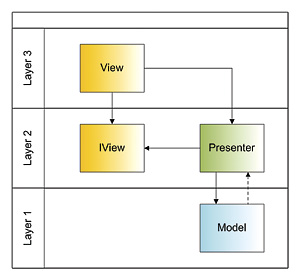 Layer 3
View
Layer 2
IView
Presenter
Layer 1
Model